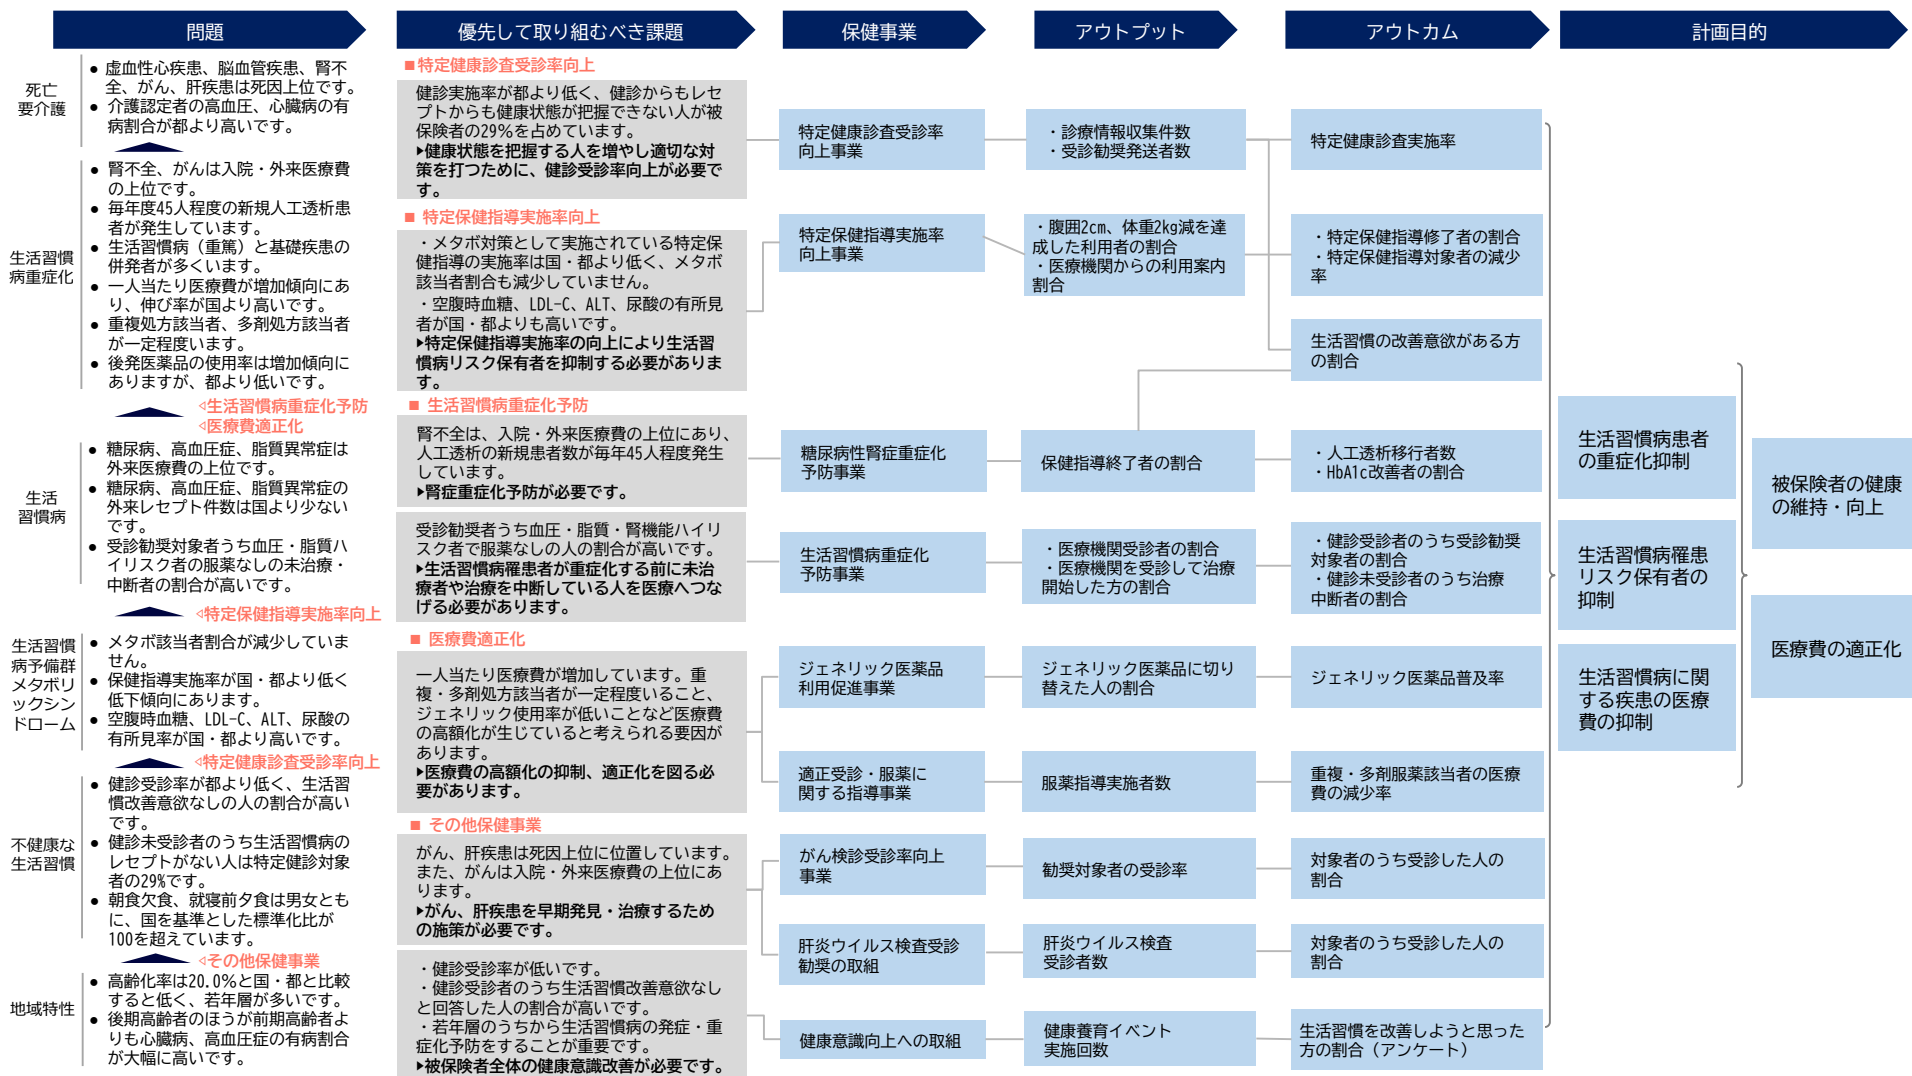 問題
優先して取り組むべき課題
保健事業
アウトプット
アウトカム
計画目的
死亡
要介護
● 虚血性心疾患、脳血管疾患、腎不
全、がん、肝疾患は死因上位です。
● 介護認定者の高血圧、心臓病の有
病割合が都より高いです。
生活習慣
病重症化
● 腎不全、がんは入院・外来医療費
の上位です。
● 毎年度45人程度の新規人工透析患
者が発生しています。
● 生活習慣病（重篤）と基礎疾患の
併発者が多くいます。
● 一人当たり医療費が増加傾向にあ
り、伸び率が国より高いです。
● 重複処方該当者、多剤処方該当者
が一定程度います。
● 後発医薬品の使用率は増加傾向に
ありますが、都より低いです。
◁生活習慣病重症化予防
◁医療費適正化
生活
習慣病
● 糖尿病、高血圧症、脂質異常症は
外来医療費の上位です。
● 糖尿病、高血圧症、脂質異常症の
外来レセプト件数は国より少ない
です。
● 受診勧奨対象者うち血圧・脂質ハ
イリスク者の服薬なしの未治療・
中断者の割合が高いです。
◁特定保健指導実施率向上
生活習慣
病予備群
メタボリ
ックシン
ドローム
● メタボ該当者割合が減少していま
せん。
● 保健指導実施率が国・都より低く
低下傾向にあります。
● 空腹時血糖、LDL-C、ALT、尿酸の
有所見率が国・都より高いです。
◁特定健康診査受診率向上
不健康な
生活習慣
● 健診受診率が都より低く、生活習
慣改善意欲なしの人の割合が高い
です。
● 健診未受診者のうち生活習慣病の
レセプトがない人は特定健診対象
者の29%です。
● 朝食欠食、就寝前夕食は男女とも
に、国を基準とした標準化比が
100を超えています。
◁その他保健事業
地域特性
● 高齢化率は20.0％と国・都と比較
すると低く、若年層が多いです。
● 後期高齢者のほうが前期高齢者よ
りも心臓病、高血圧症の有病割合
が大幅に高いです。
■特定健康診査受診率向上
健診実施率が都より低く、健診からもレセ
プトからも健康状態が把握できない人が被
保険者の29％を占めています。
▶健康状態を把握する人を増やし適切な対
策を打つために、健診受診率向上が必要で
す。
■ 特定保健指導実施率向上
・メタボ対策として実施されている特定保
健指導の実施率は国・都より低く、メタボ
該当者割合も減少していません。
・空腹時血糖、LDL-C、ALT、尿酸の有所見
者が国・都よりも高いです。
▶特定保健指導実施率の向上により生活習
慣病リスク保有者を抑制する必要がありま
す。
■ 生活習慣病重症化予防
腎不全は、入院・外来医療費の上位にあり、
人工透析の新規患者数が毎年45人程度発生
しています。
▶腎症重症化予防が必要です。
受診勧奨者うち血圧・脂質・腎機能ハイリ
スク者で服薬なしの人の割合が高いです。
▶生活習慣病罹患者が重症化する前に未治
療者や治療を中断している人を医療へつな
げる必要があります。
■ 医療費適正化
一人当たり医療費が増加しています。重
複・多剤処方該当者が一定程度いること、
ジェネリック使用率が低いことなど医療費
の高額化が生じていると考えられる要因が
あります。
▶医療費の高額化の抑制、適正化を図る必
要があります。
■ その他保健事業
がん、肝疾患は死因上位に位置しています。
また、がんは入院・外来医療費の上位にあ
ります。
▶がん、肝疾患を早期発見・治療するため
の施策が必要です。
・健診受診率が低いです。
・健診受診者のうち生活習慣改善意欲なし
と回答した人の割合が高いです。
・若年層のうちから生活習慣病の発症・重
症化予防をすることが重要です。
▶被保険者全体の健康意識改善が必要です。
特定健康診査受診率
向上事業
特定保健指導実施率
向上事業
糖尿病性腎症重症化
予防事業
生活習慣病重症化
予防事業
ジェネリック医薬品
利用促進事業
適正受診・服薬に
関する指導事業
がん検診受診率向上
事業
肝炎ウイルス検査受診
勧奨の取組
健康意識向上への取組
・診療情報収集件数
・受診勧奨発送者数
・腹囲2cm、体重2kg減を達
成した利用者の割合
・医療機関からの利用案内
割合
保健指導終了者の割合
・医療機関受診者の割合
・医療機関を受診して治療
開始した方の割合
ジェネリック医薬品に切り
替えた人の割合
服薬指導実施者数
勧奨対象者の受診率
肝炎ウイルス検査
受診者数
健康養育イベント
実施回数
特定健康診査実施率
・特定保健指導修了者の割合
・特定保健指導対象者の減少
率
生活習慣の改善意欲がある方
の割合
・人工透析移行者数
・HbA1c改善者の割合
・健診受診者のうち受診勧奨
対象者の割合
・健診未受診者のうち治療
中断者の割合
ジェネリック医薬品普及率
重複・多剤服薬該当者の医療
費の減少率
対象者のうち受診した人の
割合
対象者のうち受診した人の
割合
生活習慣を改善しようと思った
方の割合（アンケート）
生活習慣病患者
の重症化抑制
生活習慣病罹患
リスク保有者の
抑制
生活習慣病に関
する疾患の医療
費の抑制
被保険者の健康
の維持・向上
医療費の適正化